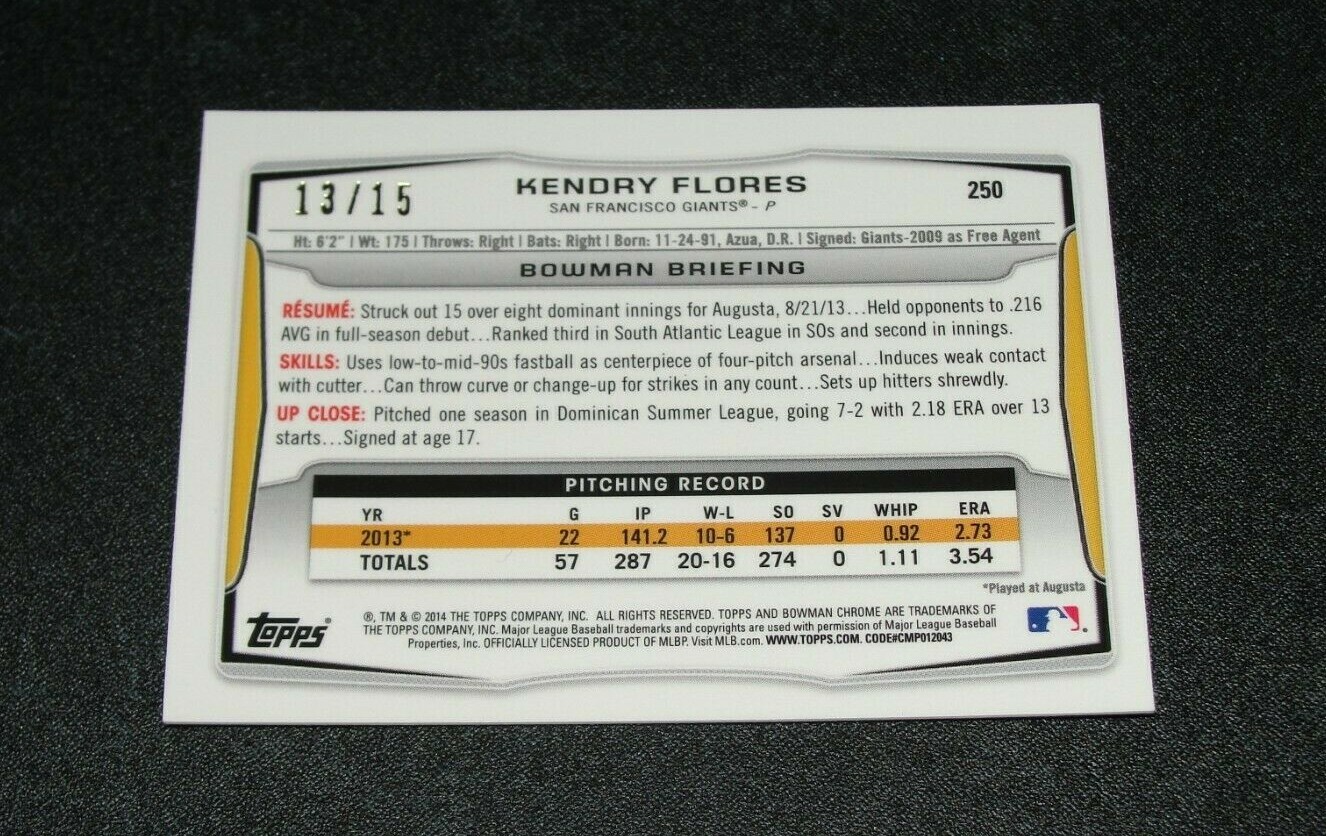 13/15
KENDRY FLORES
250
SAN FRANCISCO GIANTS® - P
Ht: 6'2" | Wt: 175 | Throws: Right | Bats: Right | Born: 11-24-91, Azua, D.R. | Signed: Giants-2009 as Free Agent
BOWMAN BRIEFING
RÉSUMÉ: Struck out 15 over eight dominant innings for Augusta, 8/21/13...Held opponents to .216
AVG in full-season debut...Ranked third in South Atlantic League in SOs and second in innings.
SKILLS: Uses low-to-mid-90s fastball as centerpiece of four-pitch arsenal...Induces weak contact
with cutter...Can throw curve or change-up for strikes in any count...Sets up hitters shrewdly.
UP CLOSE: Pitched one season in Dominican Summer League, going 7-2 with 2.18 ERA over 13
starts...Signed at age 17.
PITCHING RECORD
YR G IP W-L SO SV WHIP ERA
2013* 22 141.2 10-6 137 0 0.92 2.73
TOTALS 57 287 20-16 274 0 1.11 3.54
*Played at Augusta
Topps®
®, TM & © 2014 THE TOPPS COMPANY, INC. ALL RIGHTS RESERVED. TOPPS AND BOWMAN CHROME ARE TRADEMARKS OF
THE TOPPS COMPANY, INC. Major League Baseball trademarks and copyrights are used with permission of Major League Baseball
Properties, Inc. OFFICIALLY LICENSED PRODUCT OF MLBP. Visit MLB.com. WWW.TOPPS.COM. CODE#CMP012043